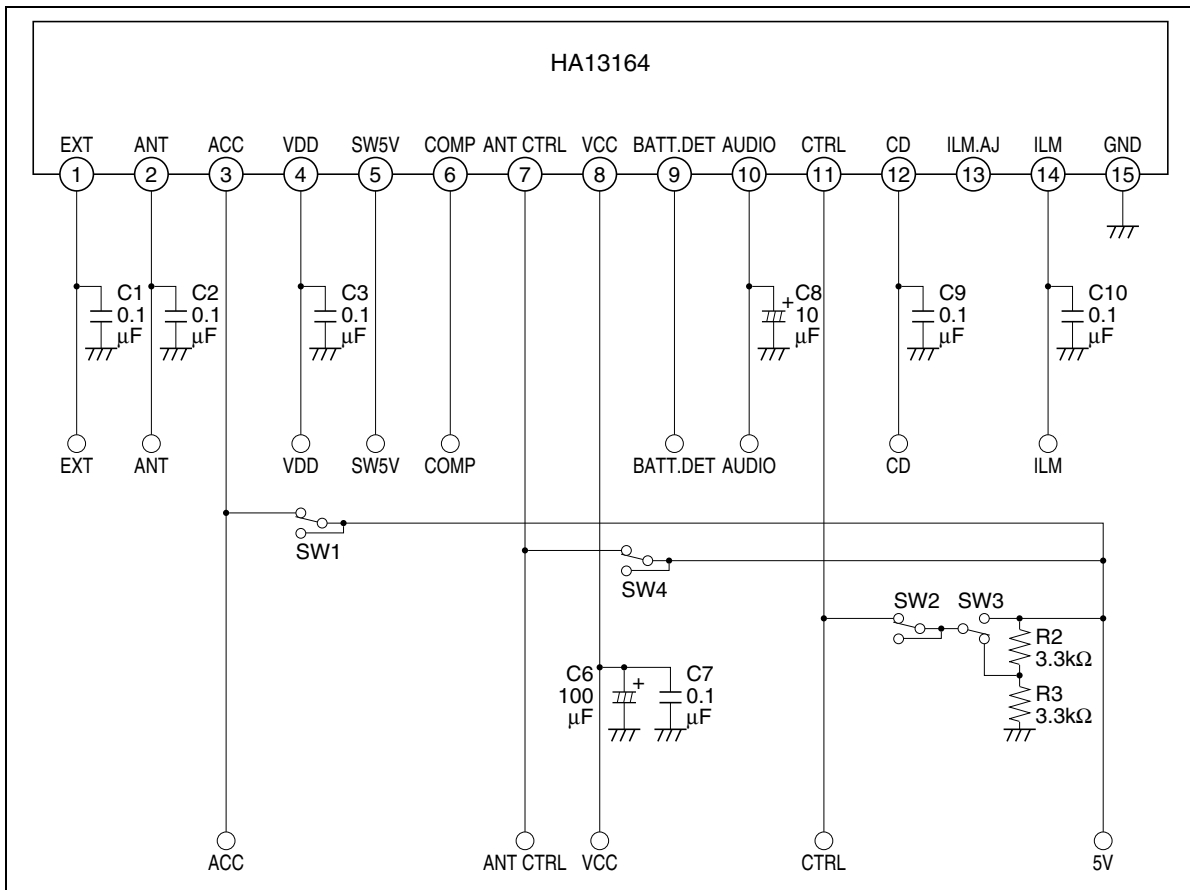 HA13164
EXT ANT ACC VDD SW5V COMP ANT CTRL VCC BATT.DET AUDIO CTRL CD ILM.AJ ILM GND
1 2 3 4 5 6 7 8 9 10 11 12 13 14 15
C1 0.1 μF
C2 0.1 μF
C3 0.1 μF
C8 + 10 μF
C9 0.1 μF
C10 0.1 μF
EXT ANT VDD SW5V COMP BATT.DET AUDIO CD ILM
SW1
SW4
SW2 SW3
R2 3.3kΩ
R3 3.3kΩ
C6 100 μF +
C7 0.1 μF
ACC ANT CTRL VCC CTRL 5V